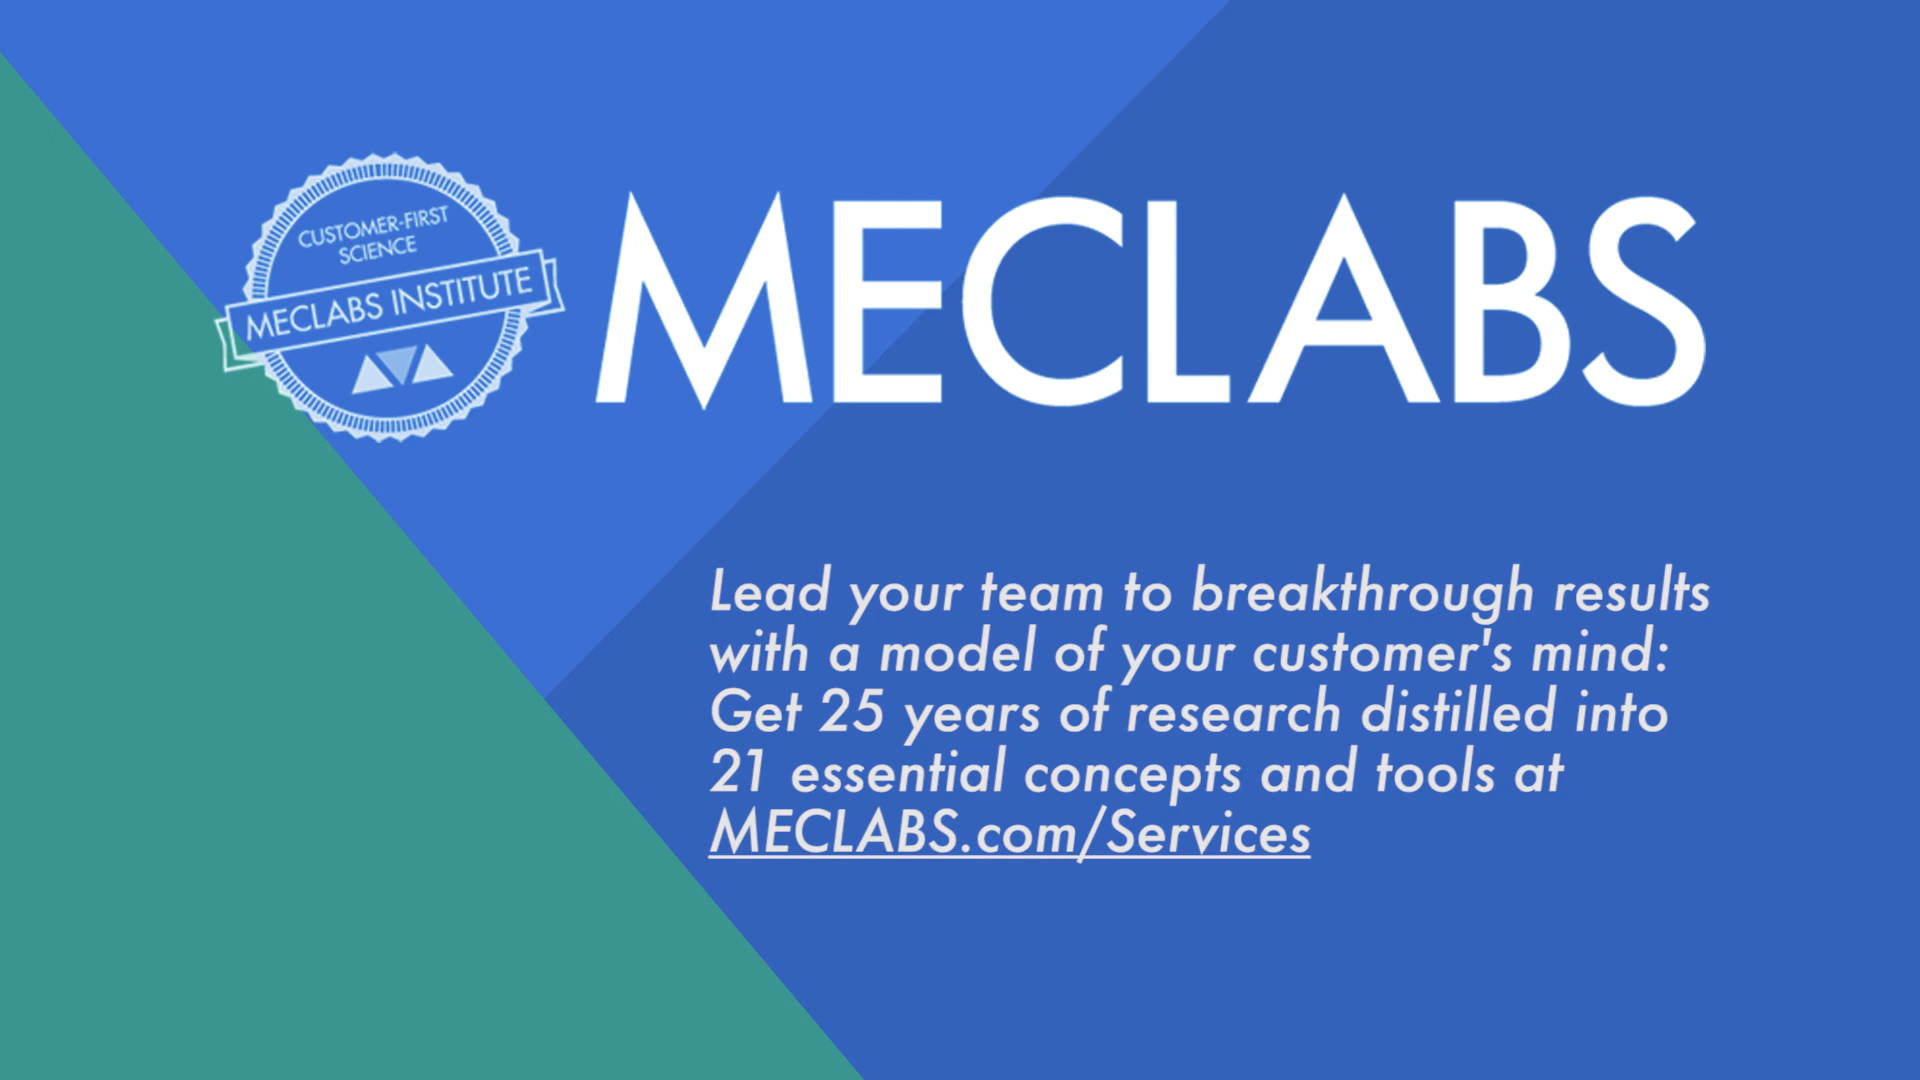 CUSTOMER-FIRST
SCIENCE
MECLABS INSTITUTE
MECLABS
Lead your team to breakthrough results
with a model of your customer's mind:
Get 25 years of research distilled into
21 essential concepts and tools at
MECLABS.com/Services